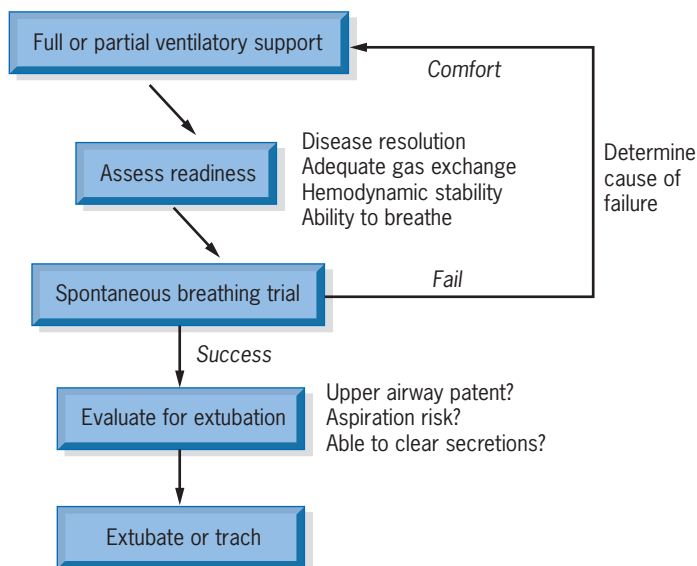 Full or partial ventilatory support
Comfort
Disease resolution
Adequate gas exchange
Hemodynamic stability
Ability to breathe
Assess readiness
Determine
cause of
failure
Spontaneous breathing trial
Fail
Success
Evaluate for extubation
Upper airway patent?
Aspiration risk?
Able to clear secretions?
Extubate or trach